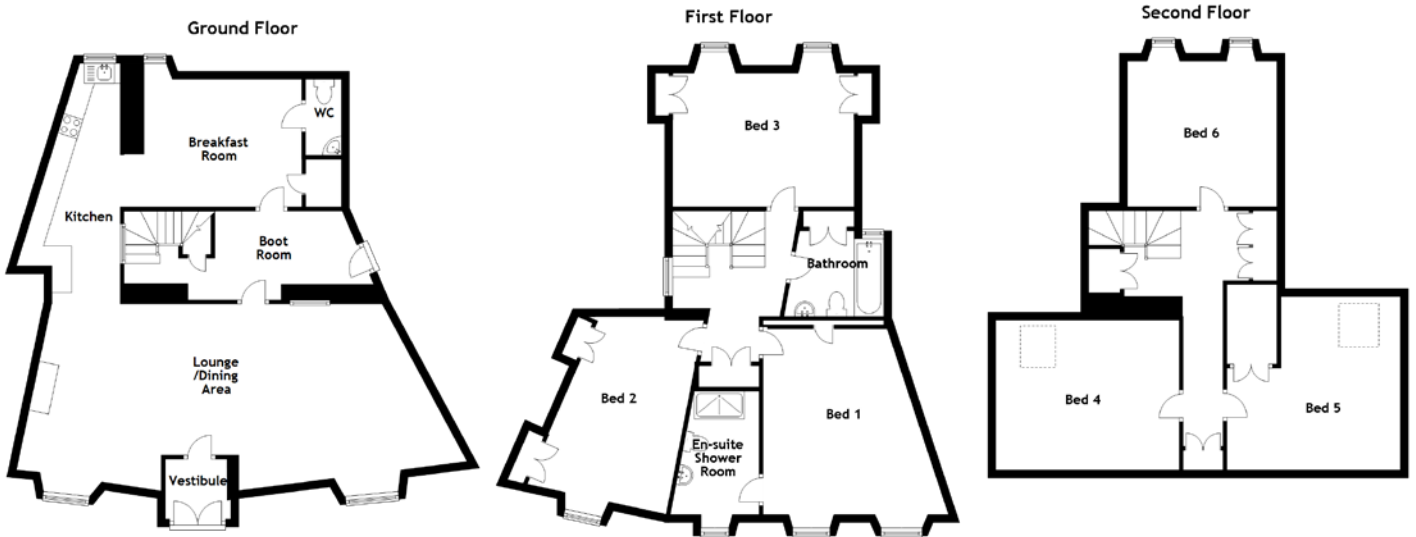 Ground Floor
WC
Breakfast
Room
Kitchen
Boot
Room
Lounge
/Dining
Area
Vestibule
First Floor
Bed 3
Bathroom
Bed 2
Bed 1
En-suite
Shower
Room
Second Floor
Bed 6
Bed 4
Bed 5